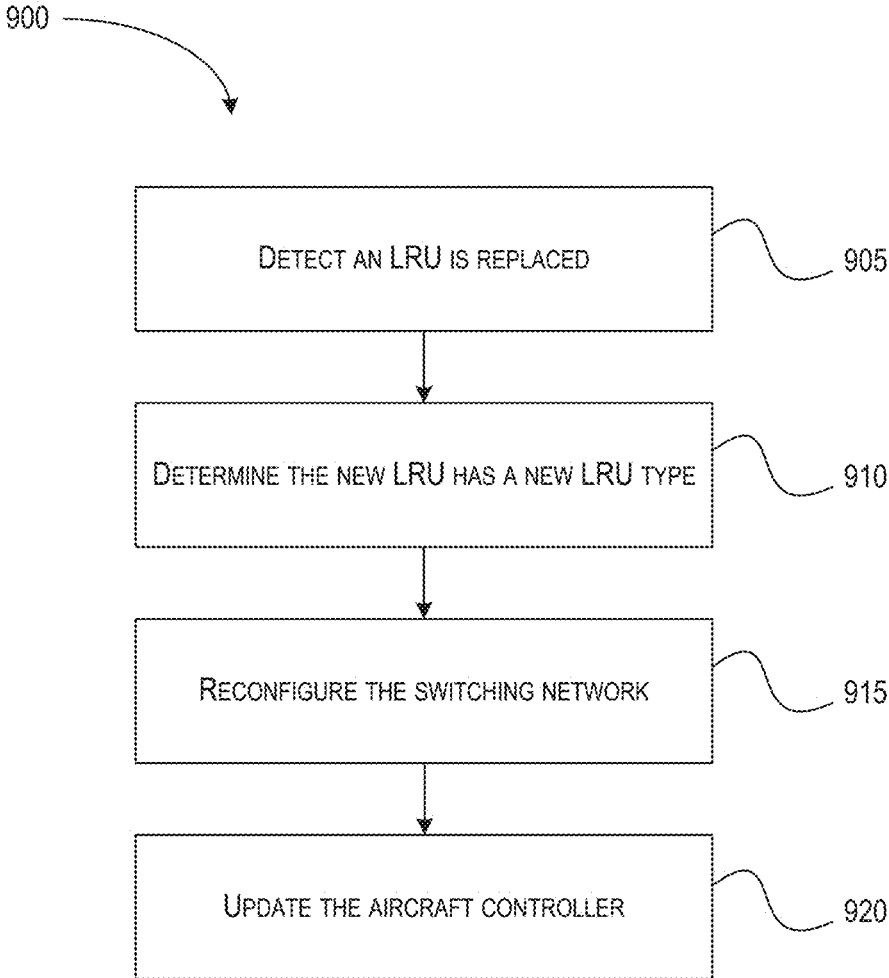 900
DETECT AN LRU IS REPLACED
905
DETERMINE THE NEW LRU HAS A NEW LRU TYPE
910
RECONFIGURE THE SWITCHING NETWORK
915
UPDATE THE AIRCRAFT CONTROLLER
920